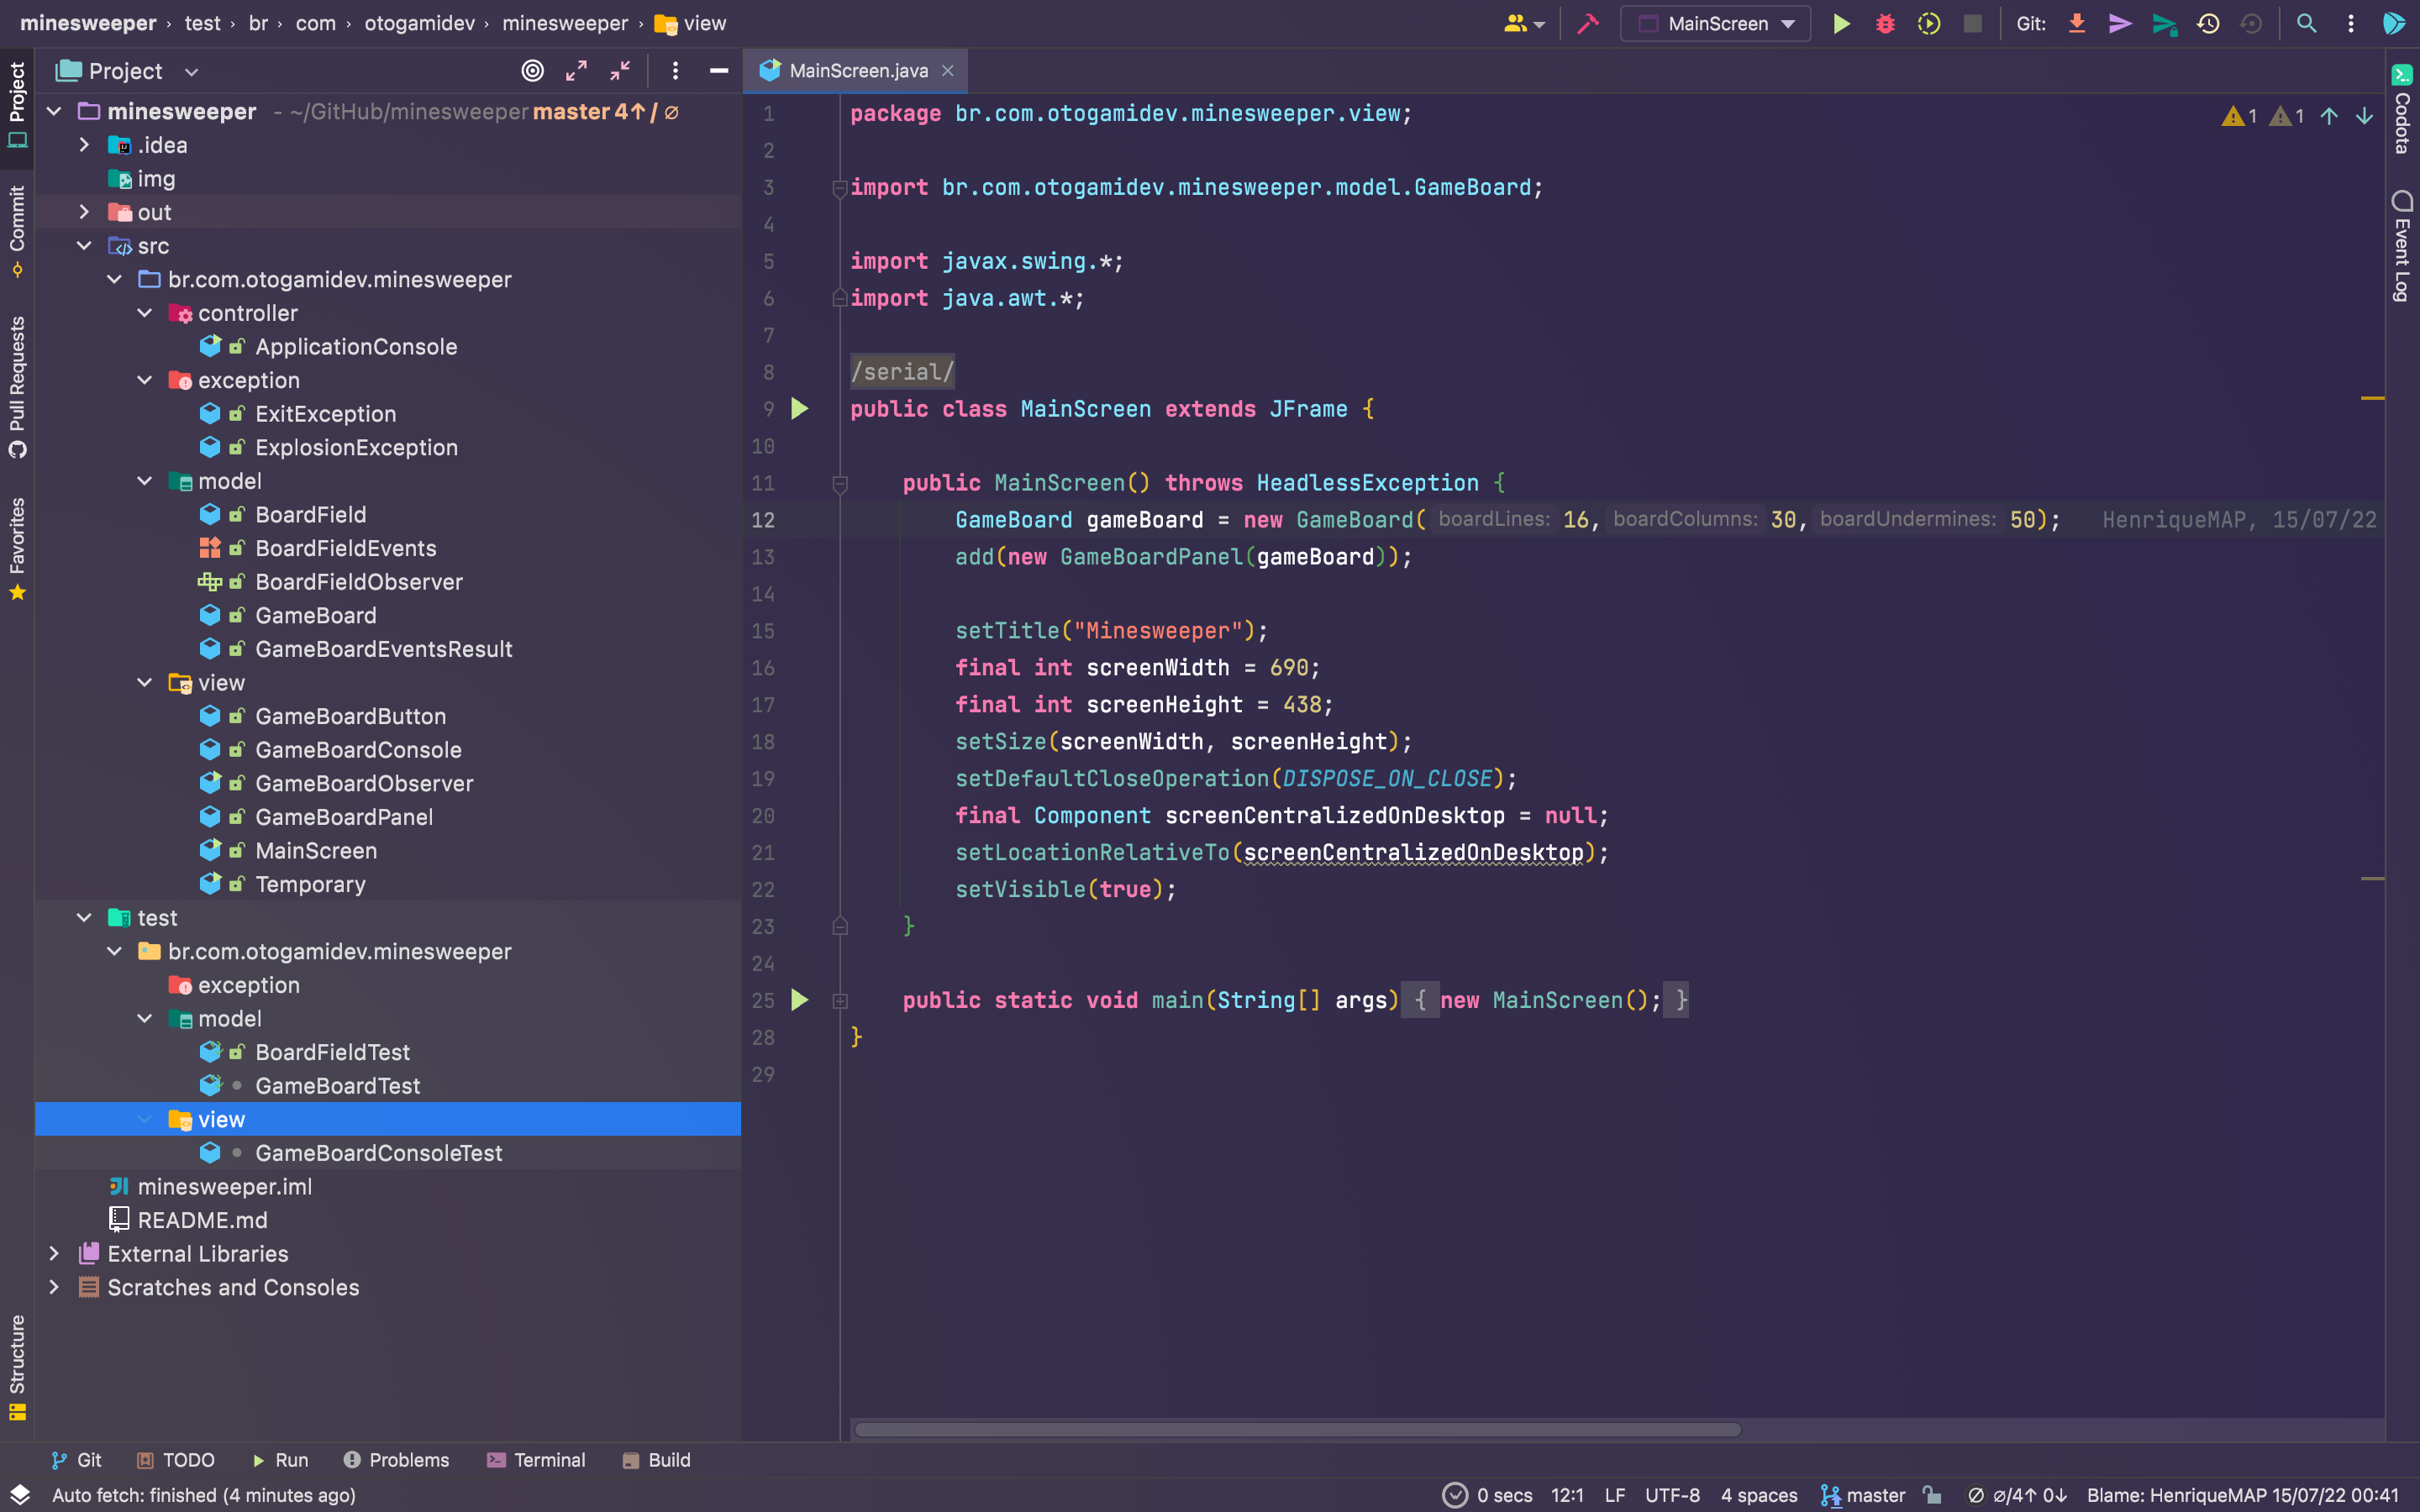 minesweeper › test › br › com › otogamidev › minesweeper › view
MainScreen
Git:
Project
MainScreen.java
Project
Commit
Pull Requests
Favorites
Structure
minesweeper - ~/GitHub/minesweeper master 4↑ / ∅
.idea
img
out
src
br.com.otogamidev.minesweeper
controller
ApplicationConsole
exception
ExitException
ExplosionException
model
BoardField
BoardFieldEvents
BoardFieldObserver
GameBoard
GameBoardEventsResult
view
GameBoardButton
GameBoardConsole
GameBoardObserver
GameBoardPanel
MainScreen
Temporary
test
br.com.otogamidev.minesweeper
exception
model
BoardFieldTest
GameBoardTest
view
GameBoardConsoleTest
minesweeper.iml
README.md
External Libraries
Scratches and Consoles
1 package br.com.otogamidev.minesweeper.view;
2
3 import br.com.otogamidev.minesweeper.model.GameBoard;
4
5 import javax.swing.*;
6 import java.awt.*;
7
8 /serial/
9 public class MainScreen extends JFrame {
10
11 public MainScreen() throws HeadlessException {
12 GameBoard gameBoard = new GameBoard( boardLines: 16, boardColumns: 30, boardUndermines: 50); HenriqueMAP, 15/07/22
13 add(new GameBoardPanel(gameBoard));
14
15 setTitle("Minesweeper");
16 final int screenWidth = 690;
17 final int screenHeight = 438;
18 setSize(screenWidth, screenHeight);
19 setDefaultCloseOperation(DISPOSE_ON_CLOSE);
20 final Component screenCentralizedOnDesktop = null;
21 setLocationRelativeTo(screenCentralizedOnDesktop);
22 setVisible(true);
23 }
24
25 public static void main(String[] args) { new MainScreen(); }
28 }
29
1 1
Codota
Event Log
Git TODO Run Problems Terminal Build
Auto fetch: finished (4 minutes ago)
0 secs 12:1 LF UTF-8 4 spaces master ∅/4↑ 0↓ Blame: HenriqueMAP 15/07/22 00:41